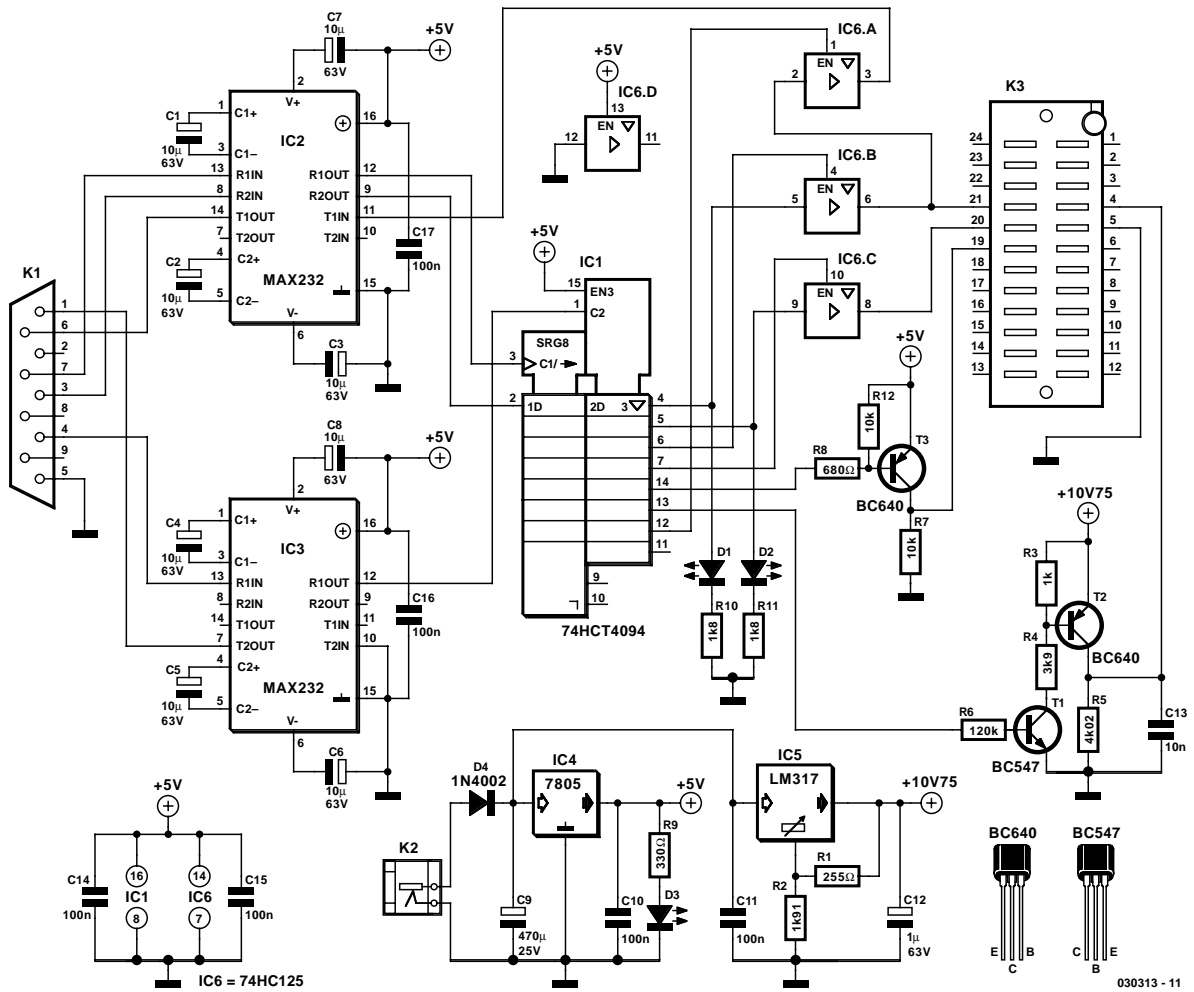 C7
10µ
63V
+5V
2
V+
C1
10µ
63V
1
C1+
3
C1–
IC2
16
13
R1IN
R1OUT
12
8
R2IN
R2OUT
9
14
T1OUT
T1IN
11
7
T2OUT
T2IN
10
C2
10µ
63V
4
C2+
5
C2–
MAX232
15
C17
100n
V-
6
C3
10µ
63V
K1
1
6
2
7
3
8
4
9
5
C8
10µ
63V
+5V
2
V+
C4
10µ
63V
1
C1+
3
C1–
IC3
16
13
R1IN
R1OUT
12
8
R2IN
R2OUT
9
14
T1OUT
T1IN
11
7
T2OUT
T2IN
10
C5
10µ
63V
4
C2+
5
C2–
MAX232
15
C16
100n
V-
6
C6
10µ
63V
+5V
IC6.D
13
EN
12
11
IC6.A
1
EN
2
3
IC6.B
4
EN
5
6
IC6.C
10
EN
9
8
+5V
IC1
15
EN3
1
C2
SRG8
3
C1/
2
1D
2D
3
4
5
6
7
14
13
12
11
9
10
74HCT4094
D1
D2
R10
1k8
R11
1k8
+5V
R12
10k
R8
680Ω
T3
BC640
R7
10k
K3
24
23
22
21
20
19
18
17
16
15
14
13
1
2
3
4
5
6
7
8
9
10
11
12
+10V75
R3
1k
T2
BC640
R4
3k9
T1
BC547
R6
120k
R5
4k02
C13
10n
D4
1N4002
IC4
7805
+5V
K2
C9
470µ
25V
C10
100n
R9
330Ω
D3
IC5
LM317
+10V75
C11
100n
R1
255Ω
R2
1k91
C12
1µ
63V
+5V
C14
100n
16
IC1
8
14
IC6
7
C15
100n
IC6 = 74HC125
BC640
E
C
B
BC547
C
B
E
030313 - 11